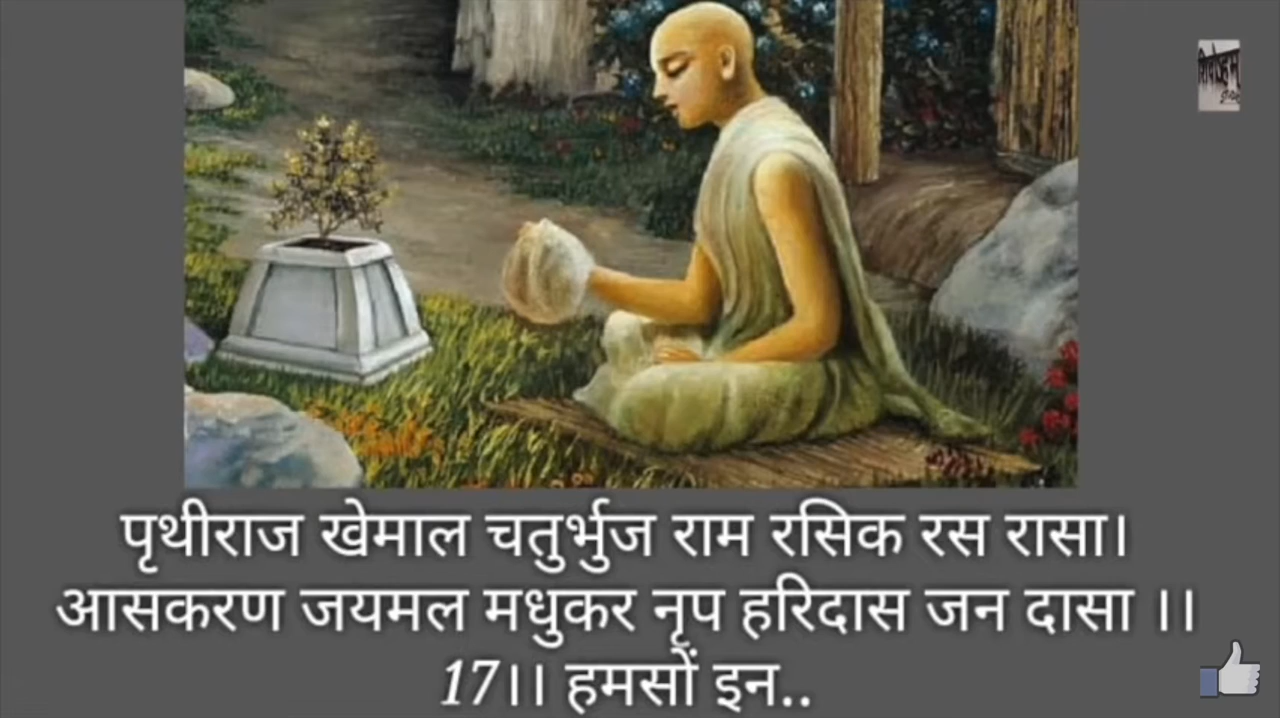 पृथीराज खेमाल चतुर्भुज राम रसिक रस रासा।
आसकरण जयमल मधुकर नृप हरिदास जन दासा ।।
17।। हमसों इन..